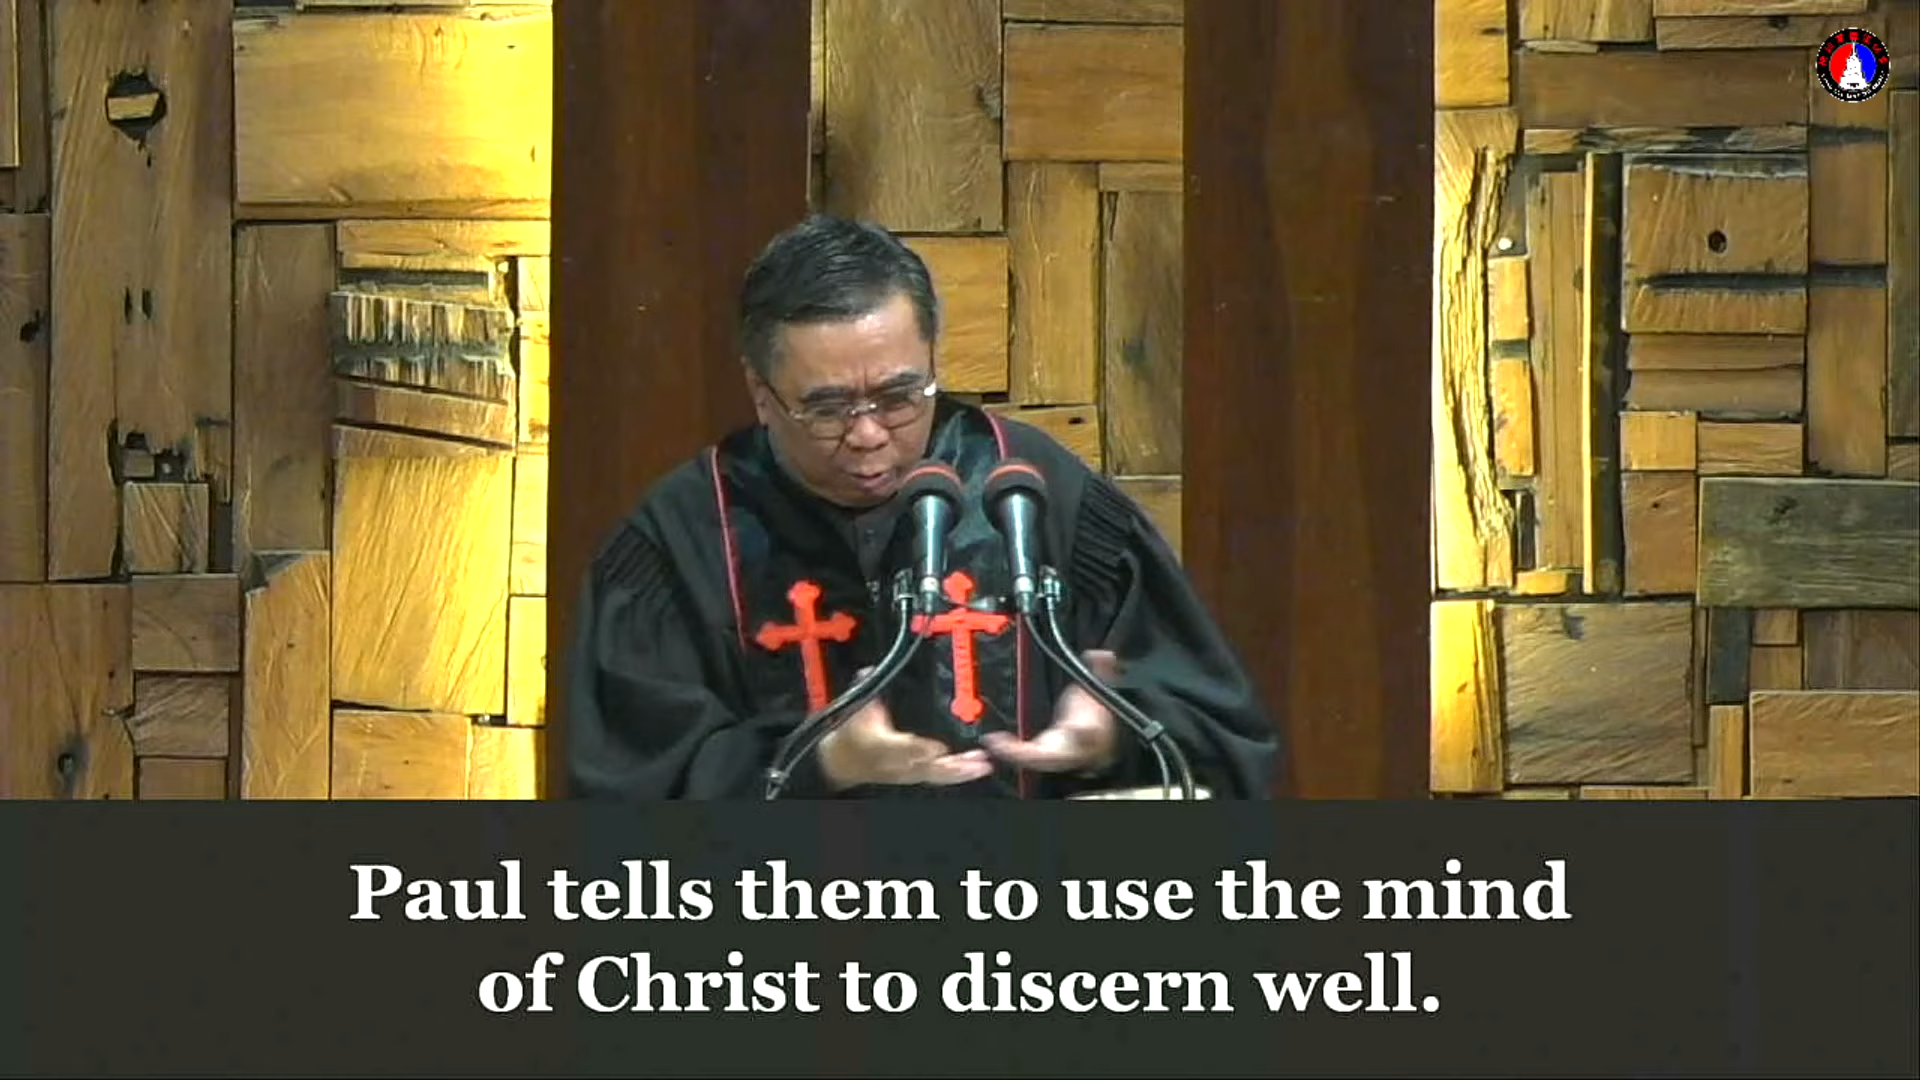 Paul tells them to use the mind
of Christ to discern well.